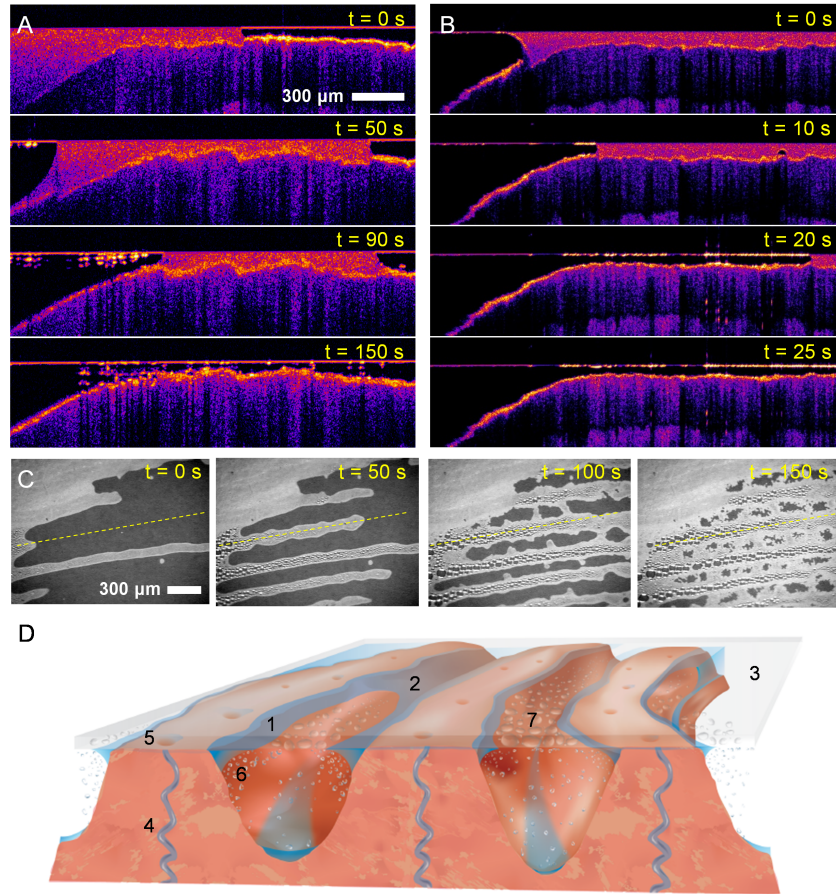 A
t = 0 s
300 µm
t = 50 s
t = 90 s
t = 150 s
B
t = 0 s
t = 10 s
t = 20 s
t = 25 s
C
t = 0 s
300 µm
t = 50 s
t = 100 s
t = 150 s
D
1
2
3
4
5
6
7